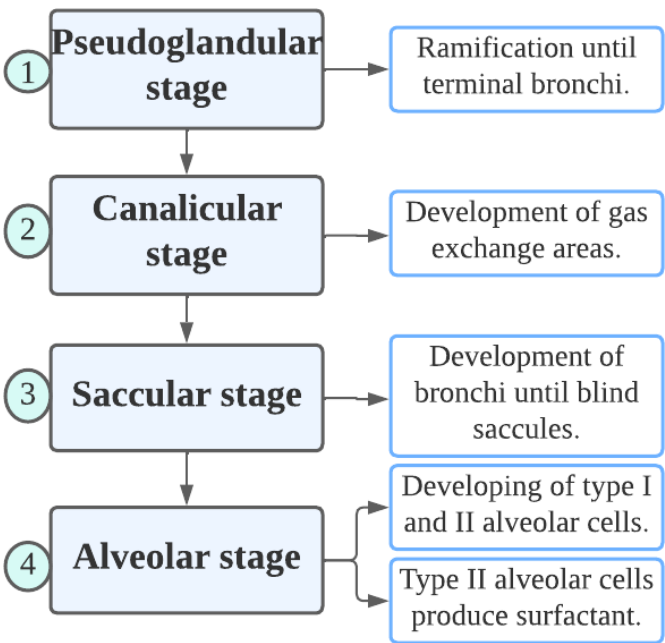 1
Pseudoglandular
stage
Ramification until
terminal bronchi.
2
Canalicular
stage
Development of gas
exchange areas.
3
Saccular stage
Development of
bronchi until blind
saccules.
4
Alveolar stage
Developing of type I
and II alveolar cells.
Type II alveolar cells
produce surfactant.